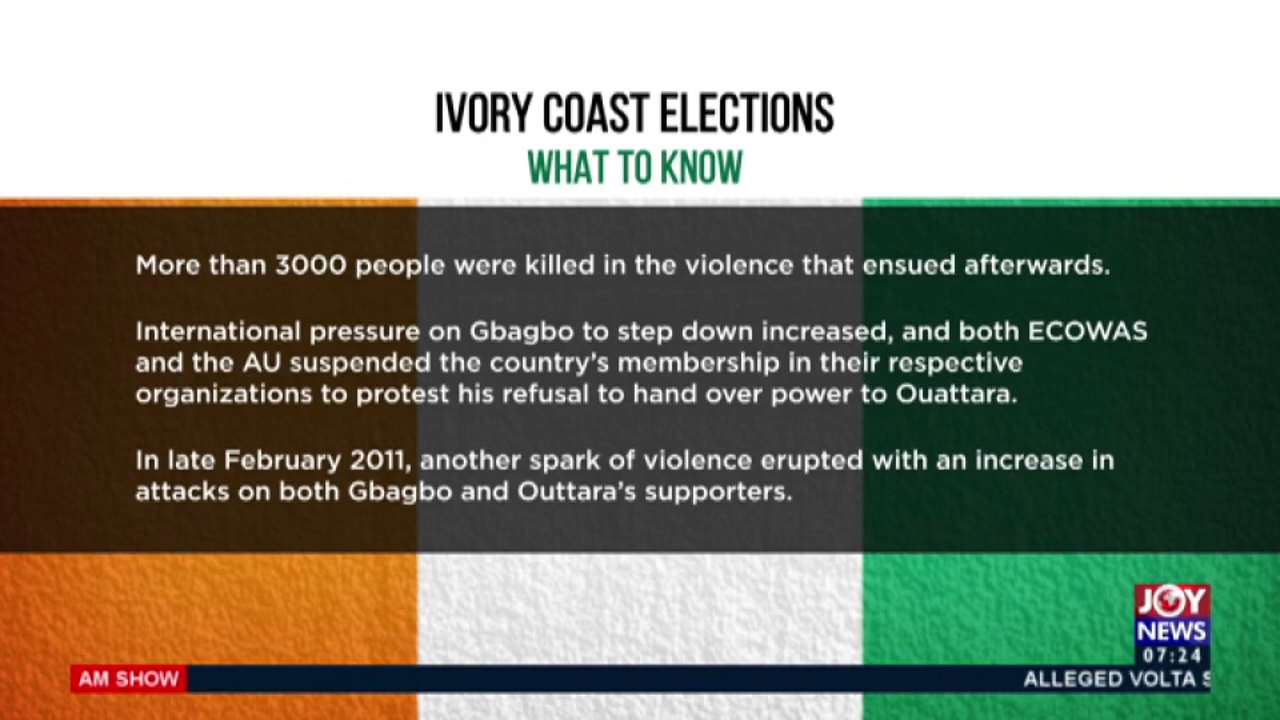 IVORY COAST ELECTIONS
WHAT TO KNOW
More than 3000 people were killed in the violence that ensued afterwards.
International pressure on Gbagbo to step down increased, and both ECOWAS
and the AU suspended the country's membership in their respective
organizations to protest his refusal to hand over power to Ouattara.
In late February 2011, another spark of violence erupted with an increase in
attacks on both Gbagbo and Outtara's supporters.
JOY
NEWS
07:24
AM SHOW
ALLEGED VOLTA